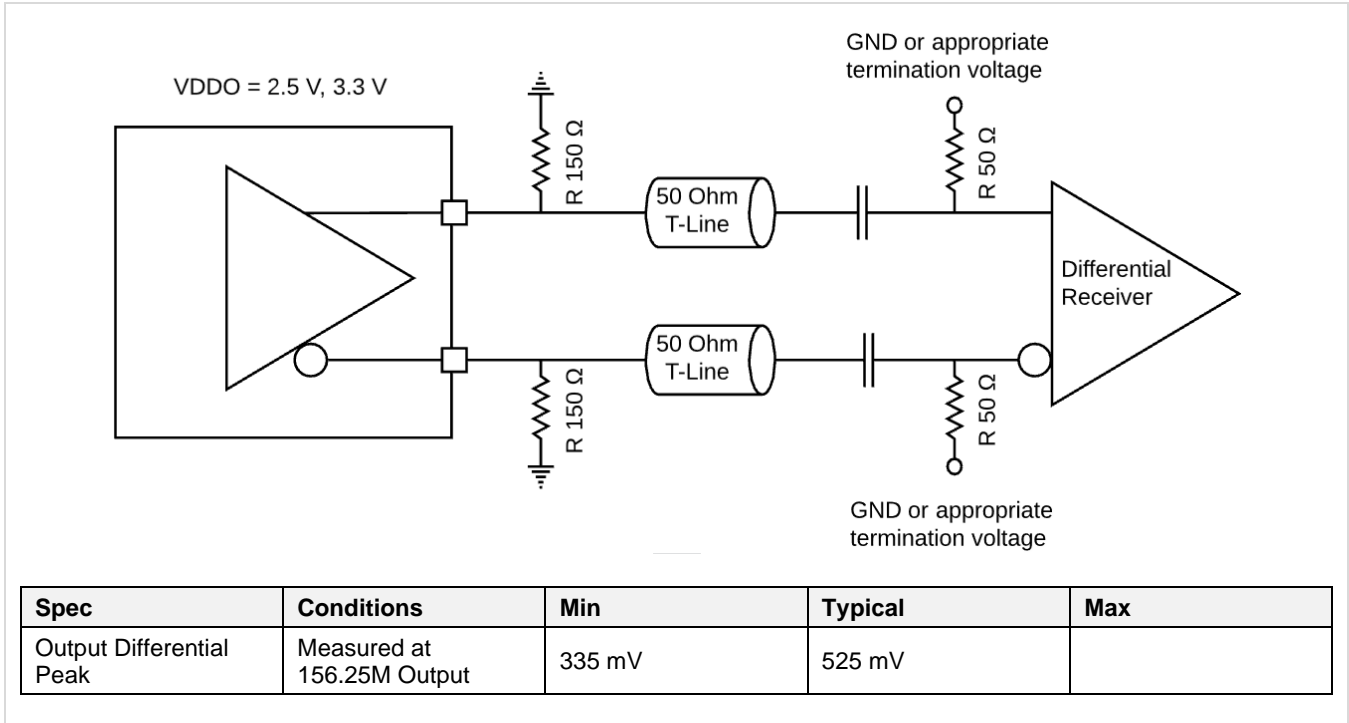 GND or appropriate
termination voltage
VDDO = 2.5 V, 3.3 V
R 150 Ω
R 50 Ω
50 Ohm
T-Line
Differential
Receiver
50 Ohm
T-Line
R 150 Ω
R 50 Ω
GND or appropriate
termination voltage
Spec Conditions Min Typical Max
Output Differential
Peak
Measured at
156.25M Output
335 mV
525 mV